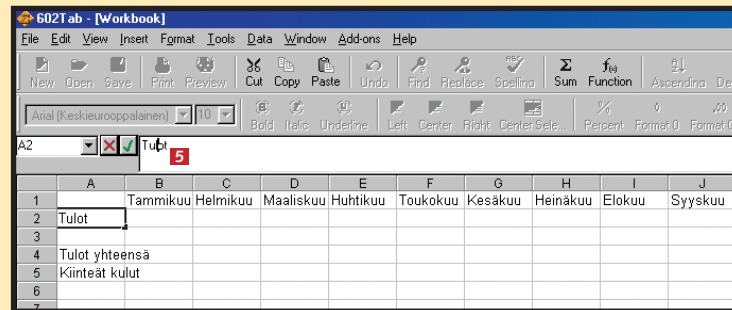 602Tab - [Workbook]
File Edit View Insert Format Tools Data Window Add-ons Help
New Open Save Print Preview Cut Copy Paste Undo Find Replace Spelling Sum Function Ascending De
Arial (Keskieurooppalainen) 10 Bold Italic Underline Left Center Right Center Sele... Percent Format 0 Format 0
A2 Tulot
5
A B C D E F G H I J
1 Tammikuu Helmikuu Maaliskuu Huhtikuu Toukokuu Kesäkuu Heinäkuu Elokuu Syyskuu
2 Tulot
3
4 Tulot yhteensä
5 Kiinteät kulut
6
7